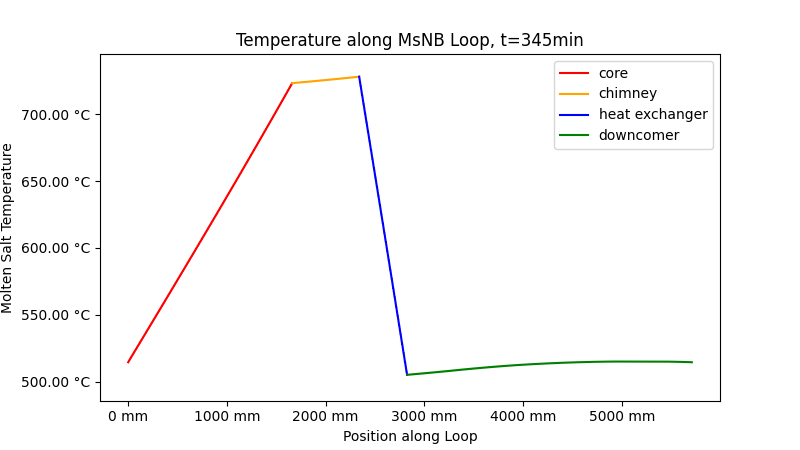 Temperature along MsNB Loop, t=345min
core
chimney
heat exchanger
downcomer
Molten Salt Temperature
700.00 °C
650.00 °C
600.00 °C
550.00 °C
500.00 °C
0 mm
1000 mm
2000 mm
3000 mm
4000 mm
5000 mm
Position along Loop